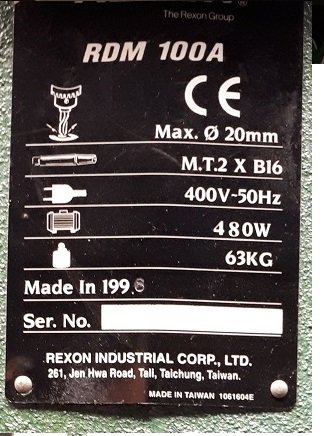 The Rexon Group
RDM 100A
CE
Max. Ø 20mm
M.T.2 X B16
400V~50Hz
480W
63KG
Made In 199.8
Ser. No.
REXON INDUSTRIAL CORP., LTD.
261, Jen Hwa Road, Tali, Taichung, Taiwan.
MADE IN TAIWAN 1061604E